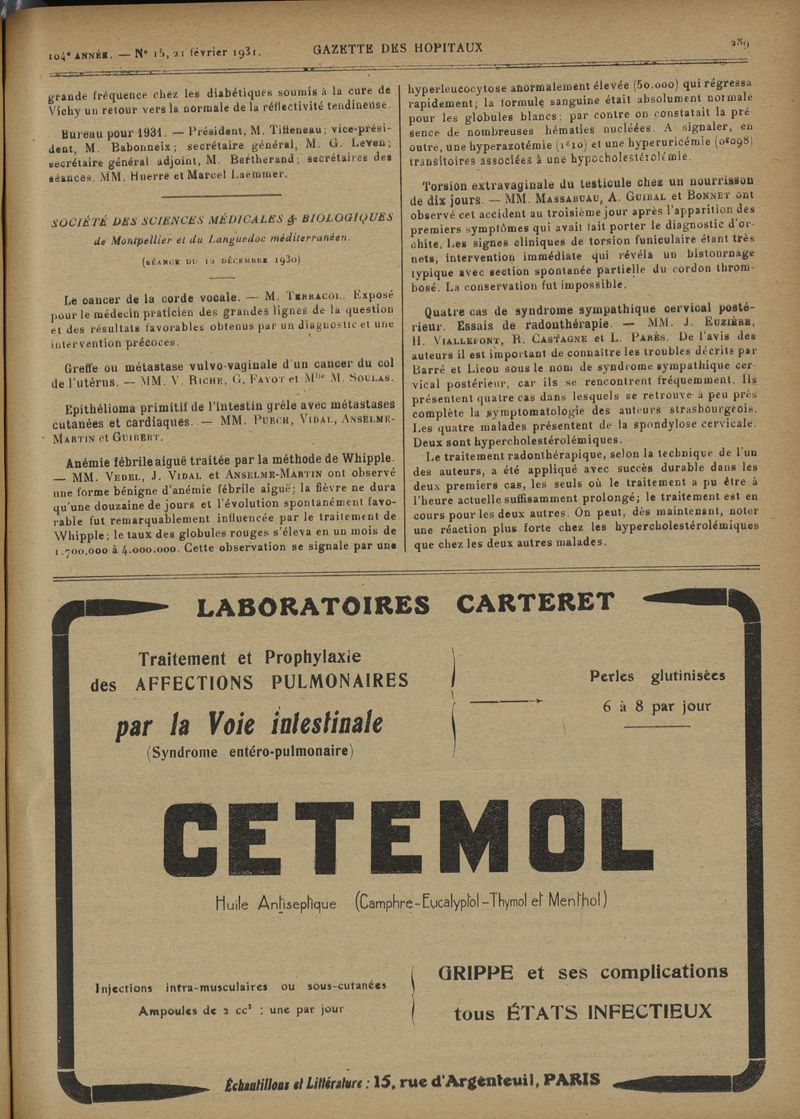 104e ANNÉE. — N° 15, 21 février 1931.
GAZETTE DES HOPITAUX
289
grande fréquence chez les diabétiques soumis à la cure de
Vichy un retour vers la normale de la réflectivité tendineuse.
Bureau pour 1931. — Président, M. Tiffeneau; vice-prési-
dent, M. Babonneix; secrétaire général, M. G. Leven;
secrétaire général adjoint, M. Bertherand; secrétaires des
séances, MM. Huerre et Marcel Laemmer.
SOCIÉTÉ DES SCIENCES MÉDICALES & BIOLOGIQUES
de Montpellier et du Languedoc méditerranéen.
(SÉANCE DU 12 DÉCEMBRE 1930)
Le cancer de la corde vocale. — M. TERRACOL. Exposé
pour le médecin praticien des grandes lignes de la question
et des résultats favorables obtenus par un diagnostic et une
intervention précoces.
Greffe ou métastase vulvo-vaginale d'un cancer du col
de l'utérus. — MM. V. RICHE, G. FAYOT et Mlle M. SOULAS.
Epithélioma primitif de l'intestin grêle avec métastases
cutanées et cardiaques. — MM. PUECH, VIDAL, ANSELME-
MARTIN et GUIBERT.
Anémie fébrile aiguë traitée par la méthode de Whipple.
— MM. VEDEL, J. VIDAL et ANSELME-MARTIN ont observé
une forme bénigne d'anémie fébrile aiguë; la fièvre ne dura
qu'une douzaine de jours et l'évolution spontanément favo-
rable fut remarquablement influencée par le traitement de
Whipple; le taux des globules rouges s'éleva en un mois de
1.700.000 à 4.000.000. Cette observation se signale par une
hyperleucocytose anormalement élevée (50.000) qui régressa
rapidement; la formule sanguine était absolument normale
pour les globules blancs; par contre on constatait la pré
sence de nombreuses hématies nucléées. A signaler, en
outre, une hyperazotémie (1g10) et une hyperuricémie (0g098)
transitoires associées à une hypocholestérolémie.
Torsion extravaginale du testicule chez un nourrisson
de dix jours. — MM. MASSABUAU, A. GUIBAL et BONNET ont
observé cet accident au troisième jour après l'apparition des
premiers symptômes qui avait fait porter le diagnostic d'or-
chite. Les signes cliniques de torsion funiculaire étant très
nets, intervention immédiate qui révéla un bistournage
typique avec section spontanée partielle du cordon throm-
bosé. La conservation fut impossible.
Quatre cas de syndrome sympathique cervical posté-
rieur. Essais de radonthérapie. — MM. J. EUZIÈRE,
H. VIALLEFONT, R. CASTAGNE et L. PARÈS. De l'avis des
auteurs il est important de connaître les troubles décrits par
Barré et Lieou sous le nom de syndrome sympathique cer-
vical postérieur, car ils se rencontrent fréquemment. Ils
présentent quatre cas dans lesquels se retrouve à peu près
complète la symptomatologie des auteurs strasbourgeois.
Les quatre malades présentent de la spondylose cervicale.
Deux sont hypercholestérolémiques.
Le traitement radonthérapique, selon la technique de l'un
des auteurs, a été appliqué avec succès durable dans les
deux premiers cas, les seuls où le traitement a pu être à
l'heure actuelle suffisamment prolongé; le traitement est en
cours pour les deux autres. On peut, dès maintenant, noter
une réaction plus forte chez les hypercholestérolémiques
que chez les deux autres malades.
LABORATOIRES CARTERET
Traitement et Prophylaxie
des AFFECTIONS PULMONAIRES
par la Voie intestinale
(Syndrome entéro-pulmonaire)
Perles glutinisées
6 à 8 par jour
CETEMOL
Huile Antiseptique (Camphre-Eucalyptol-Thymol et Menthol)
Injections intra-musculaires ou sous-cutanées
Ampoules de 2 cc³ : une par jour
GRIPPE et ses complications
tous ÉTATS INFECTIEUX
Échantillons et Littérature : 15, rue d'Argenteuil, PARIS